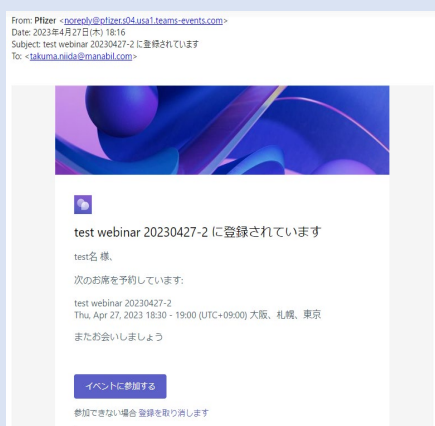 From: Pfizer <noreply@pfizer.s04.usa1.teams-events.com>
Date: 2023年4月27日(木) 18:16
Subject: test webinar 20230427-2 に登録されています
To: <takuma.niida@manabil.com>
test webinar 20230427-2 に登録されています
test名 様、
次のお席を予約しています:
test webinar 20230427-2
Thu, Apr 27, 2023 18:30 - 19:00 (UTC+09:00) 大阪、札幌、東京
またお会いしましょう
イベントに参加する
参加できない場合 登録を取り消します